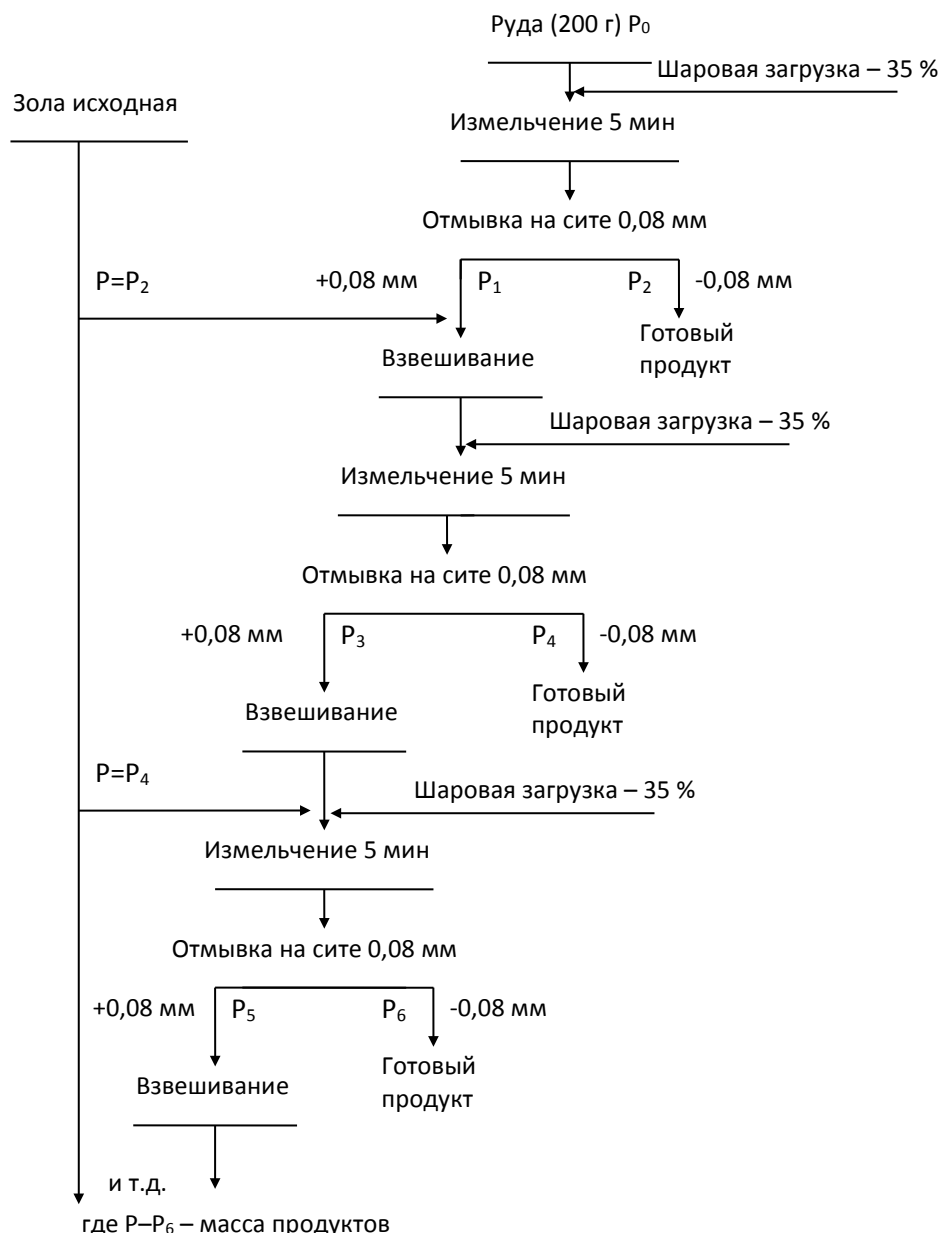 Руда (200 г) P₀
Шаровая загрузка – 35 %
Зола исходная
Измельчение 5 мин
Отмывка на сите 0,08 мм
P=P₂
+0,08 мм
P₁
P₂
-0,08 мм
Готовый
продукт
Взвешивание
Шаровая загрузка – 35 %
Измельчение 5 мин
Отмывка на сите 0,08 мм
+0,08 мм
P₃
P₄
-0,08 мм
Готовый
продукт
Взвешивание
P=P₄
Шаровая загрузка – 35 %
Измельчение 5 мин
Отмывка на сите 0,08 мм
+0,08 мм
P₅
P₆
-0,08 мм
Готовый
продукт
Взвешивание
и т.д.
где P–P₆ – масса продуктов